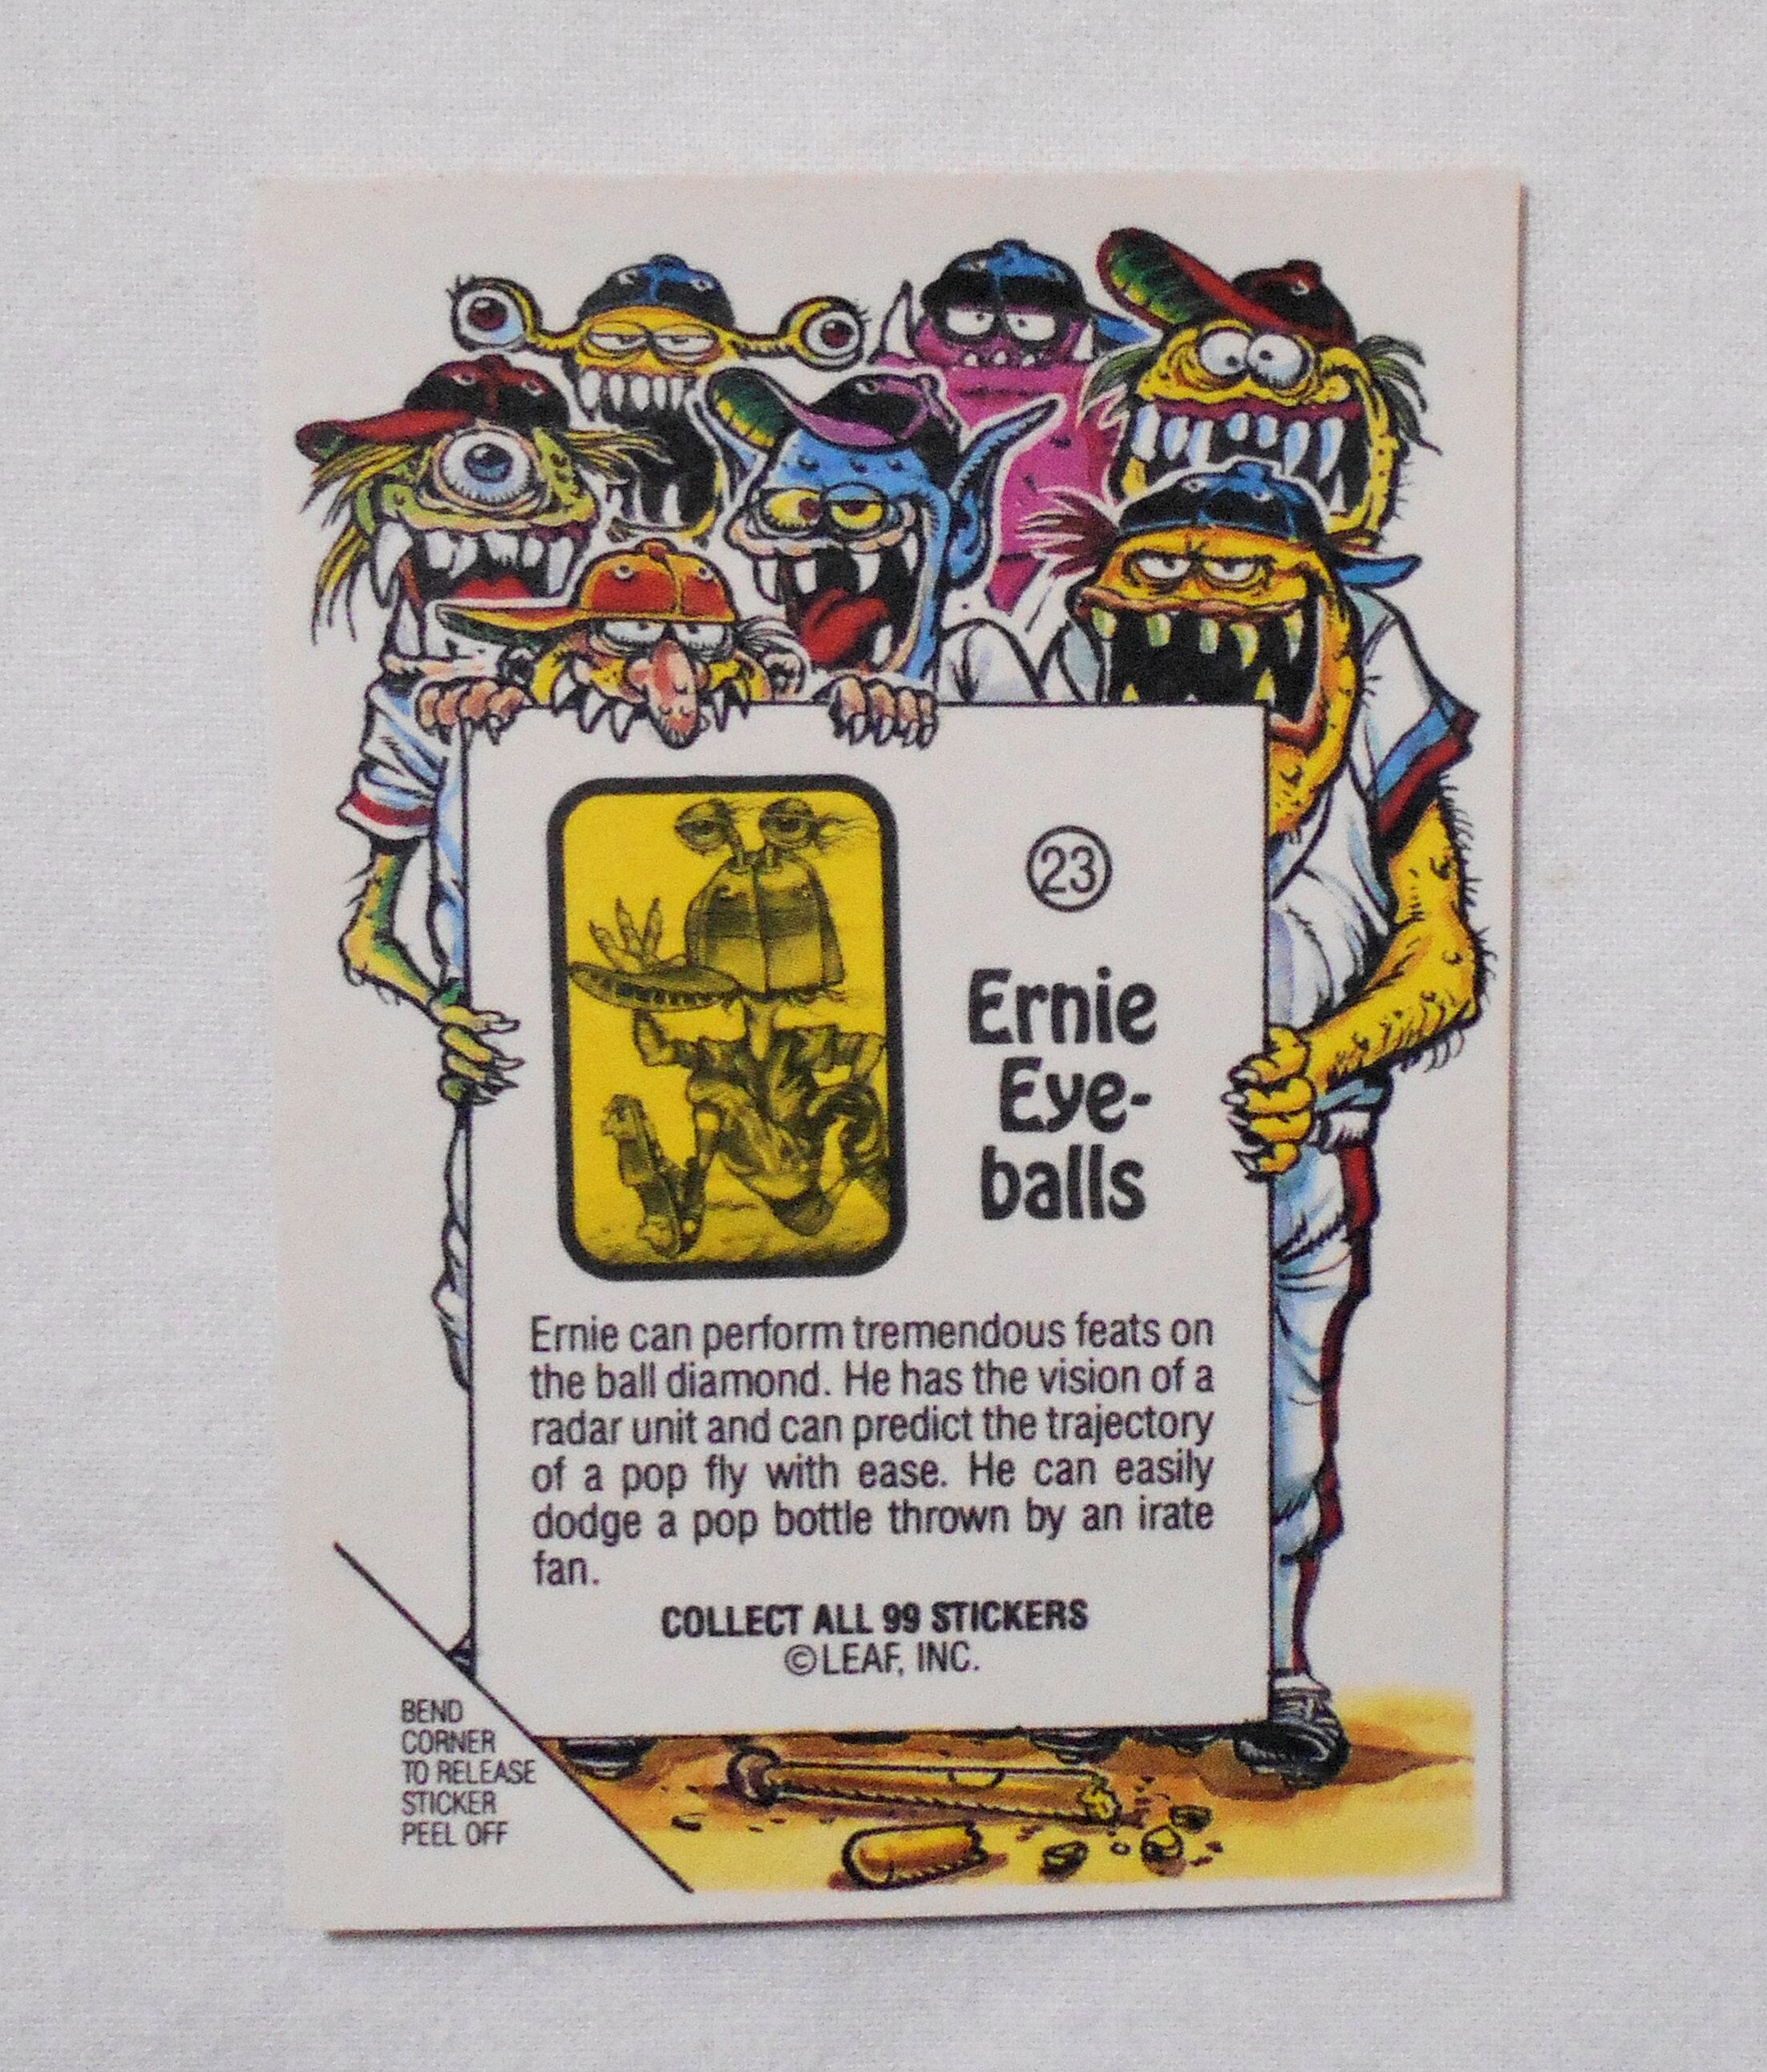 23
Ernie
Eye-
balls
Ernie can perform tremendous feats on
the ball diamond. He has the vision of a
radar unit and can predict the trajectory
of a pop fly with ease. He can easily
dodge a pop bottle thrown by an irate
fan.
COLLECT ALL 99 STICKERS
©LEAF, INC.
BEND
CORNER
TO RELEASE
STICKER
PEEL OFF